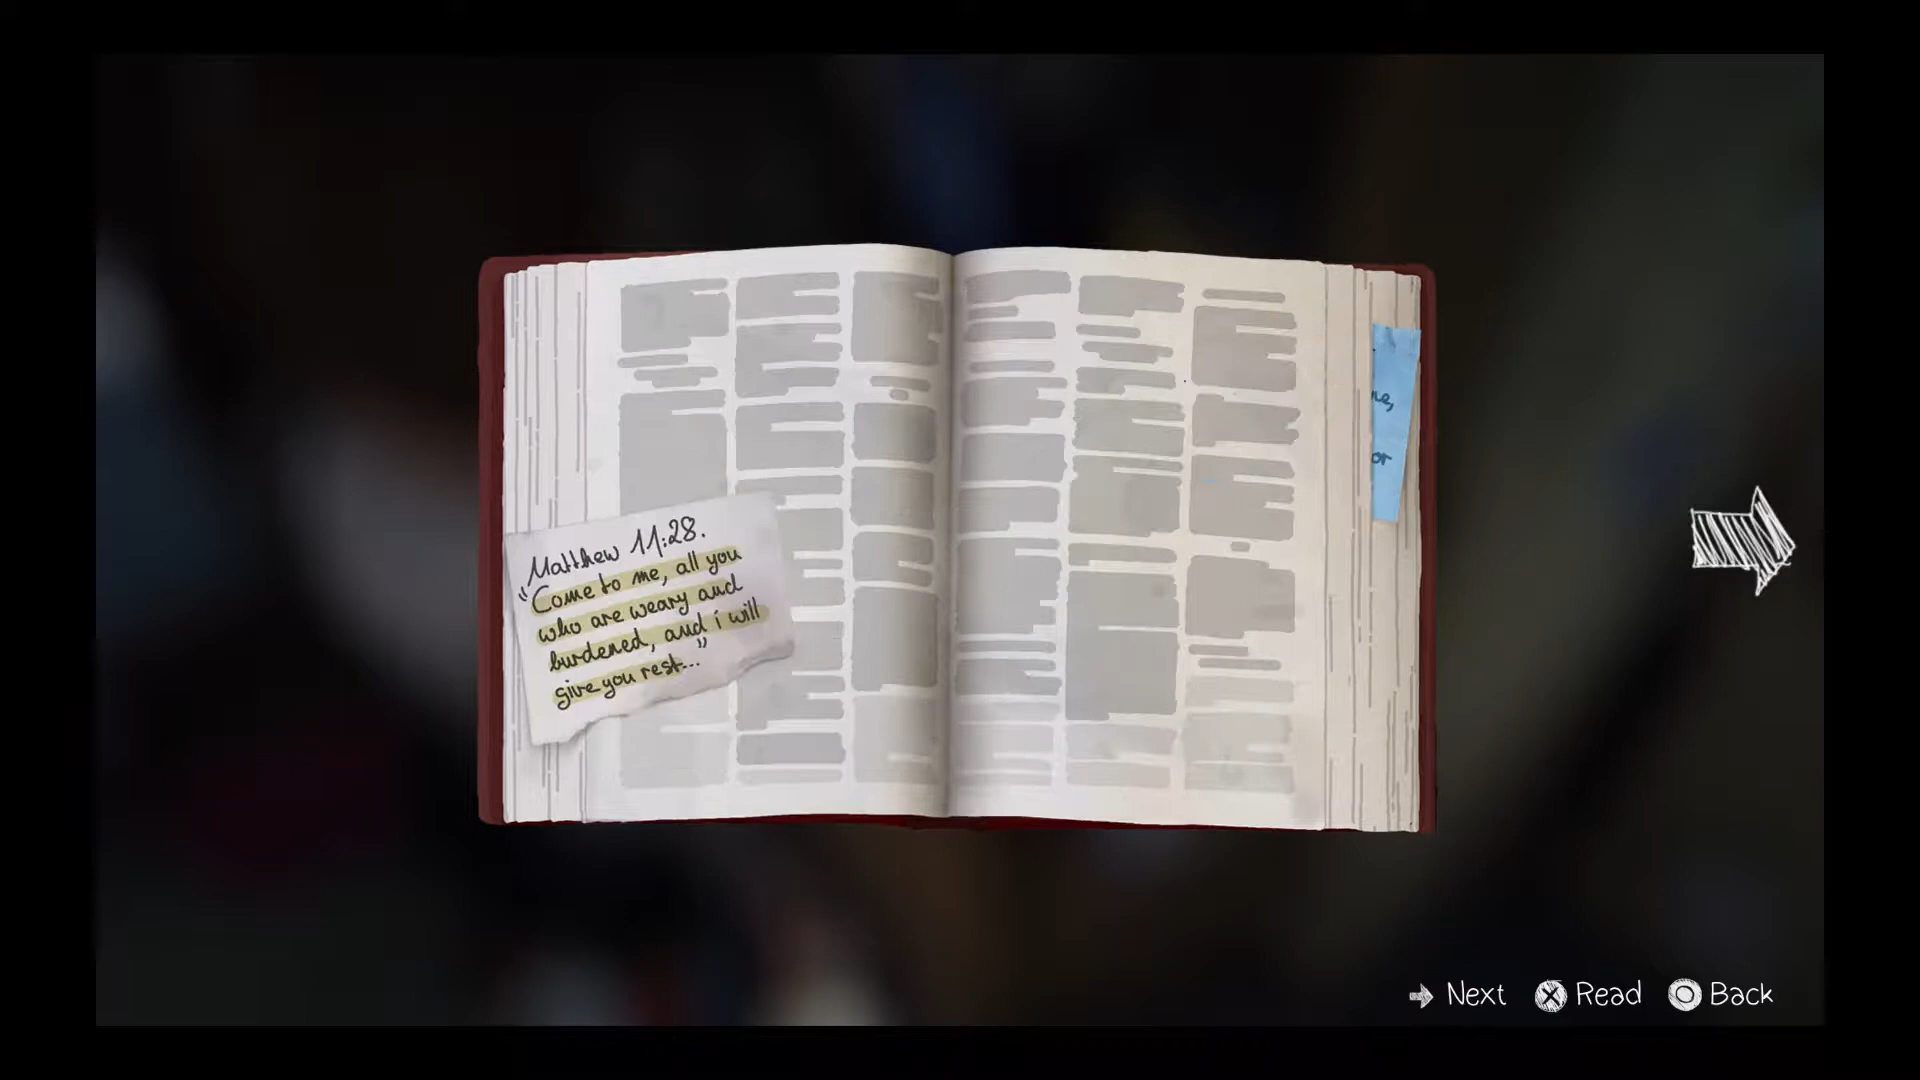 Matthew 11:28.
"Come to me, all you
who are weary and
burdened, and i will
give you rest..."
or
Next Read Back